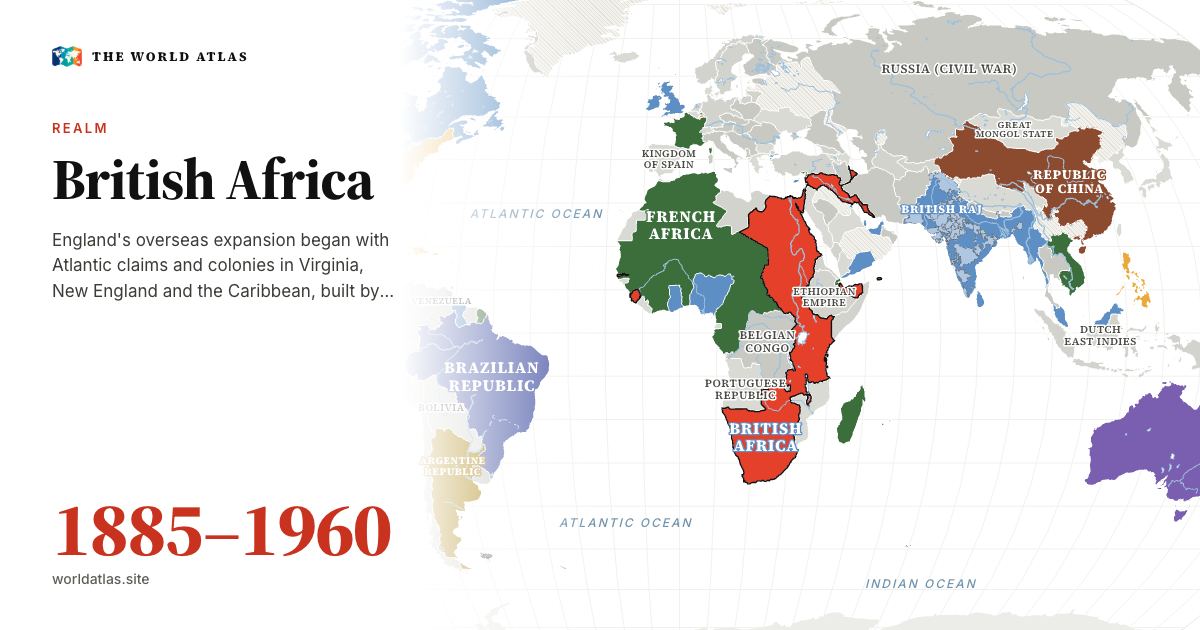 THE WORLD ATLAS
REALM
British Africa
England's overseas expansion began with
Atlantic claims and colonies in Virginia,
New England and the Caribbean, built by...
1885–1960
worldatlas.site
RUSSIA (CIVIL WAR)
GREAT
MONGOL STATE
KINGDOM
OF SPAIN
REPUBLIC
OF CHINA
ATLANTIC OCEAN
FRENCH
AFRICA
BRITISH RAJ
ETHIOPIAN
EMPIRE
VENEZUELA
BELGIAN
CONGO
DUTCH
EAST INDIES
BRAZILIAN
REPUBLIC
PORTUGUESE
REPUBLIC
BOLIVIA
BRITISH
AFRICA
ARGENTINE
REPUBLIC
ATLANTIC OCEAN
INDIAN OCEAN